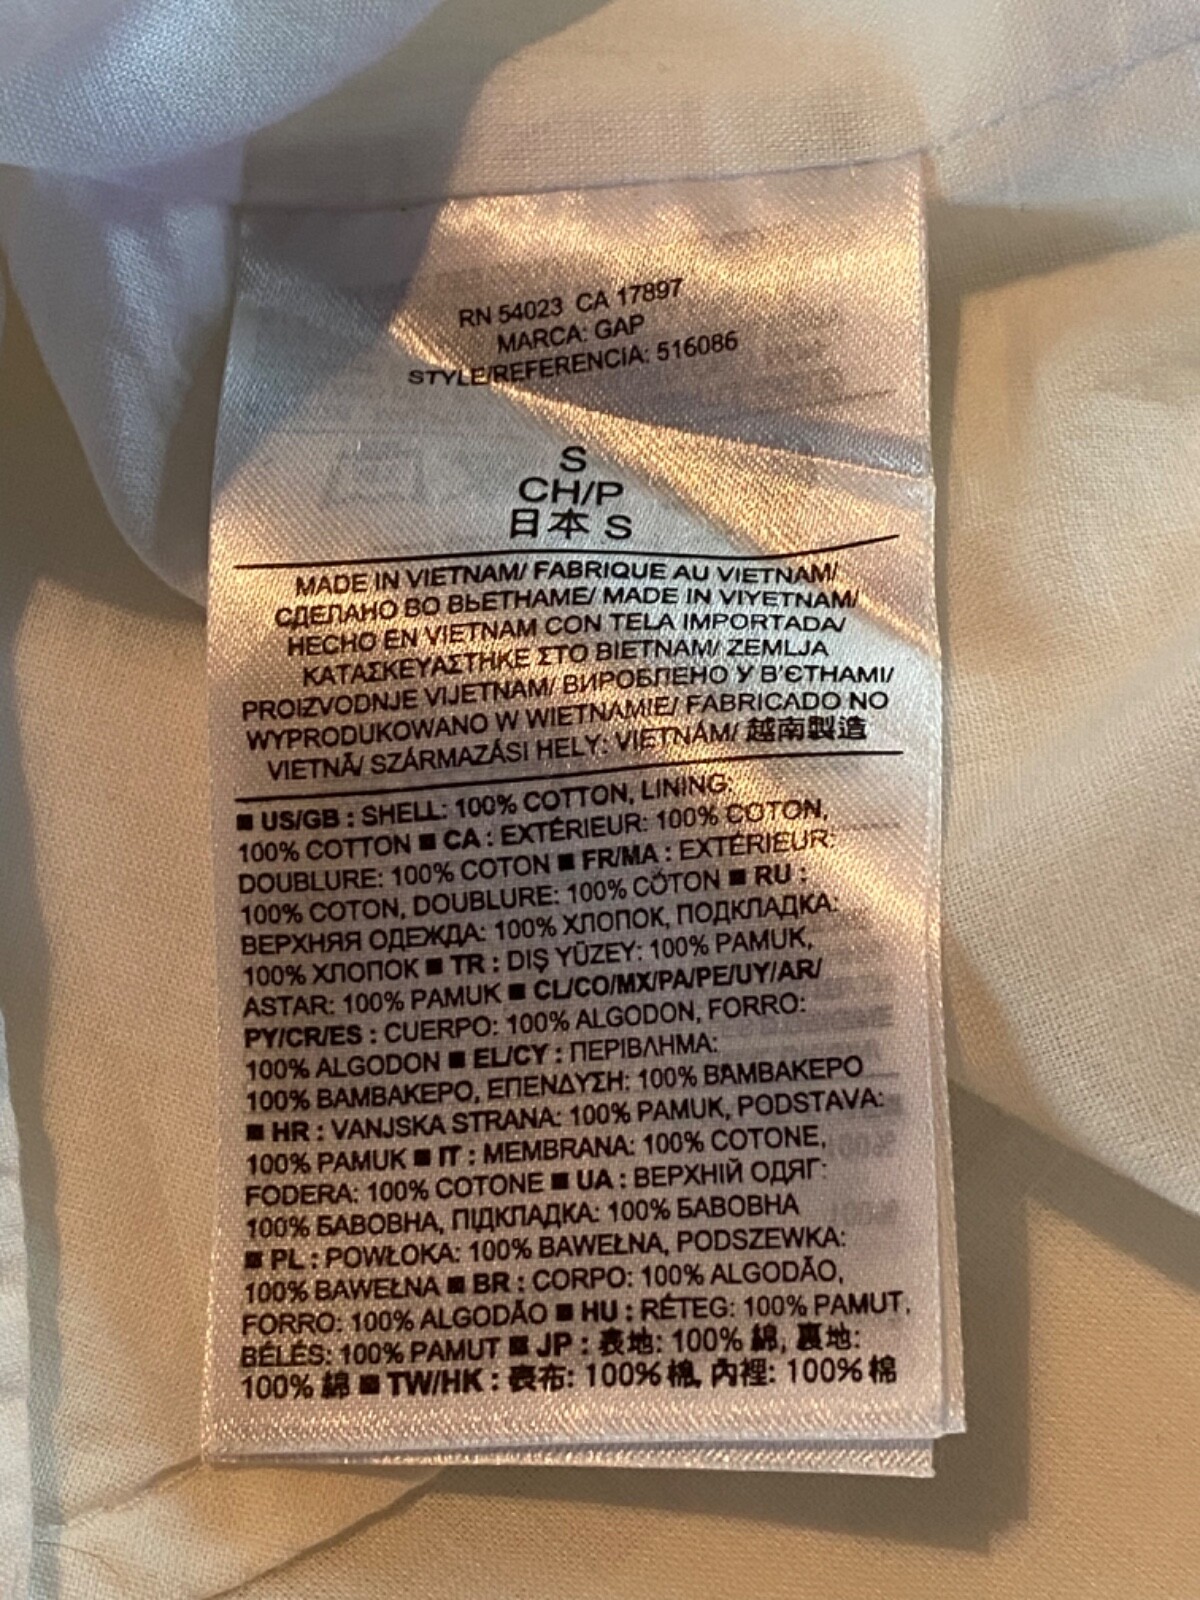 RN 54023 CA 17897
MARCA: GAP
STYLE/REFERENCIA: 516086
S
CH/P
日本 S
MADE IN VIETNAM/ FABRIQUE AU VIETNAM/
СДЕЛАНО ВО ВЬЕТНАМЕ/ MADE IN VIYETNAM/
HECHO EN VIETNAM CON TELA IMPORTADA/
ΚΑΤΑΣΚΕΥΑΣΤΗΚΕ ΣΤΟ ΒΙΕΤΝΑΜ/ ZEMLJA
PROIZVODNJE VIJETNAM/ ВИРОБЛЕНО У В'ЄТНАМІ/
WYPRODUKOWANO W WIETNAMIE/ FABRICADO NO
VIETNÃ/ SZÁRMAZÁSI HELY: VIETNÁM/ 越南製造
■ US/GB : SHELL: 100% COTTON, LINING:
100% COTTON ■ CA : EXTÉRIEUR: 100% COTON,
DOUBLURE: 100% COTON ■ FR/MA : EXTÉRIEUR:
100% COTON, DOUBLURE: 100% COTON ■ RU :
ВЕРХНЯЯ ОДЕЖДА: 100% ХЛОПОК, ПОДКЛАДКА:
100% ХЛОПОК ■ TR : DIŞ YÜZEY: 100% PAMUK,
ASTAR: 100% PAMUK ■ CL/CO/MX/PA/PE/UY/AR/
PY/CR/ES : CUERPO: 100% ALGODON, FORRO:
100% ALGODON ■ EL/CY : ΠΕΡΙΒΛΗΜΑ:
100% ΒΑΜΒΑΚΕΡΟ, ΕΠΕΝΔΥΣΗ: 100% ΒΑΜΒΑΚΕΡΟ
■ HR : VANJSKA STRANA: 100% PAMUK, PODSTAVA:
100% PAMUK ■ IT : MEMBRANA: 100% COTONE,
FODERA: 100% COTONE ■ UA : ВЕРХНІЙ ОДЯГ:
100% БАВОВНА, ПІДКЛАДКА: 100% БАВОВНА
■ PL : POWŁOKA: 100% BAWEŁNA, PODSZEWKA:
100% BAWEŁNA ■ BR : CORPO: 100% ALGODÃO,
FORRO: 100% ALGODÃO ■ HU : RÉTEG: 100% PAMUT,
BÉLÉS: 100% PAMUT ■ JP : 表地: 100% 綿, 裏地:
100% 綿 ■ TW/HK : 表布: 100% 棉, 內裡: 100% 棉